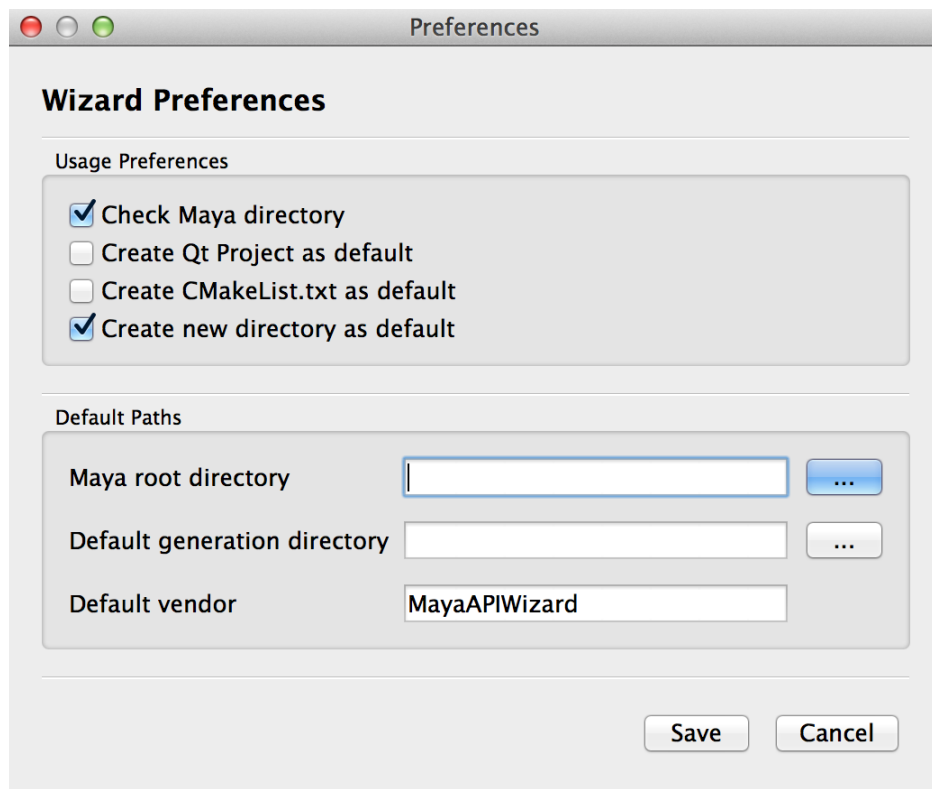 Preferences
Wizard Preferences
Usage Preferences
Check Maya directory
Create Qt Project as default
Create CMakeList.txt as default
Create new directory as default
Default Paths
Maya root directory ...
Default generation directory ...
Default vendor MayaAPIWizard
Save Cancel